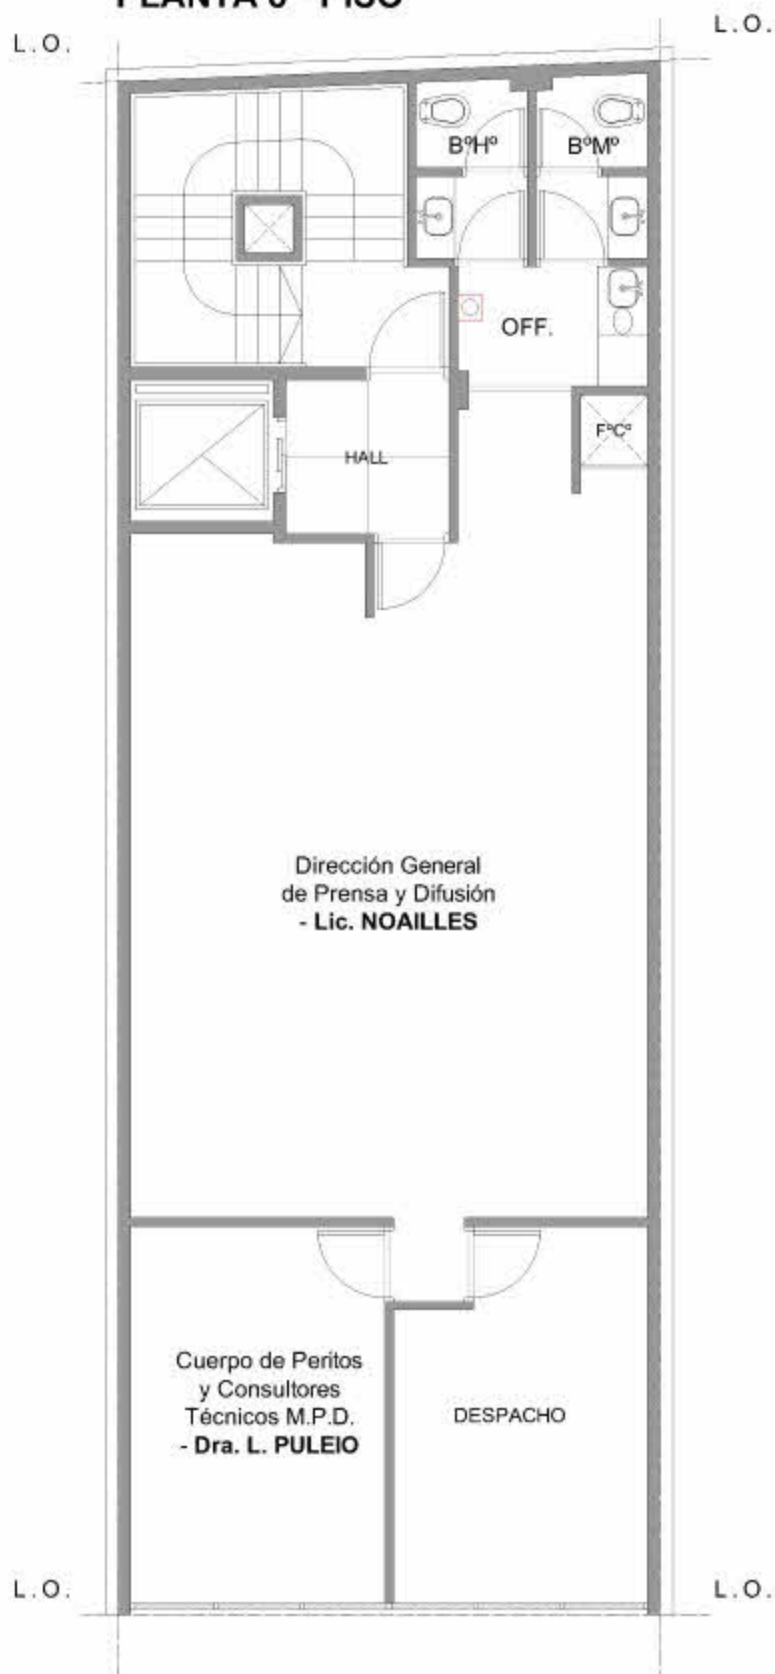 L.O.
L.O.
BºHº
BºMº
OFF.
FºCº
HALL
Dirección General
de Prensa y Difusión
- Lic. NOAILLES
Cuerpo de Peritos
y Consultores
Técnicos M.P.D.
- Dra. L. PULEIO
DESPACHO
L.O.
L.O.